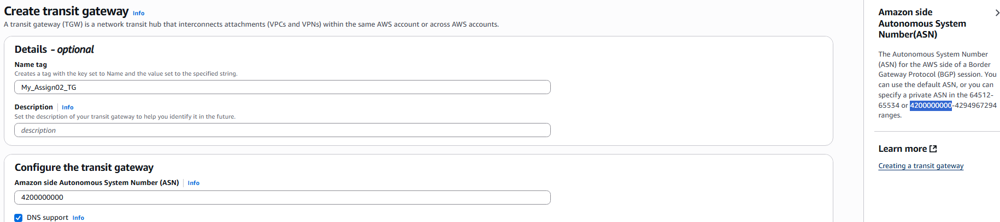 Create transit gateway Info
A transit gateway (TGW) is a network transit hub that interconnects attachments (VPCs and VPNs) within the same AWS account or across AWS accounts.
Details - optional
Name tag
Creates a tag with the key set to Name and the value set to the specified string.
My_Assign02_TG
Description Info
Set the description of your transit gateway to help you identify it in the future.
description
Configure the transit gateway
Amazon side Autonomous System Number (ASN) Info
4200000000
DNS support Info
Amazon side
Autonomous System
Number(ASN)
The Autonomous System Number
(ASN) for the AWS side of a Border
Gateway Protocol (BGP) session. You
can use the default ASN, or you can
specify a private ASN in the 64512-
65534 or 4200000000-4294967294
ranges.
Learn more
Creating a transit gateway